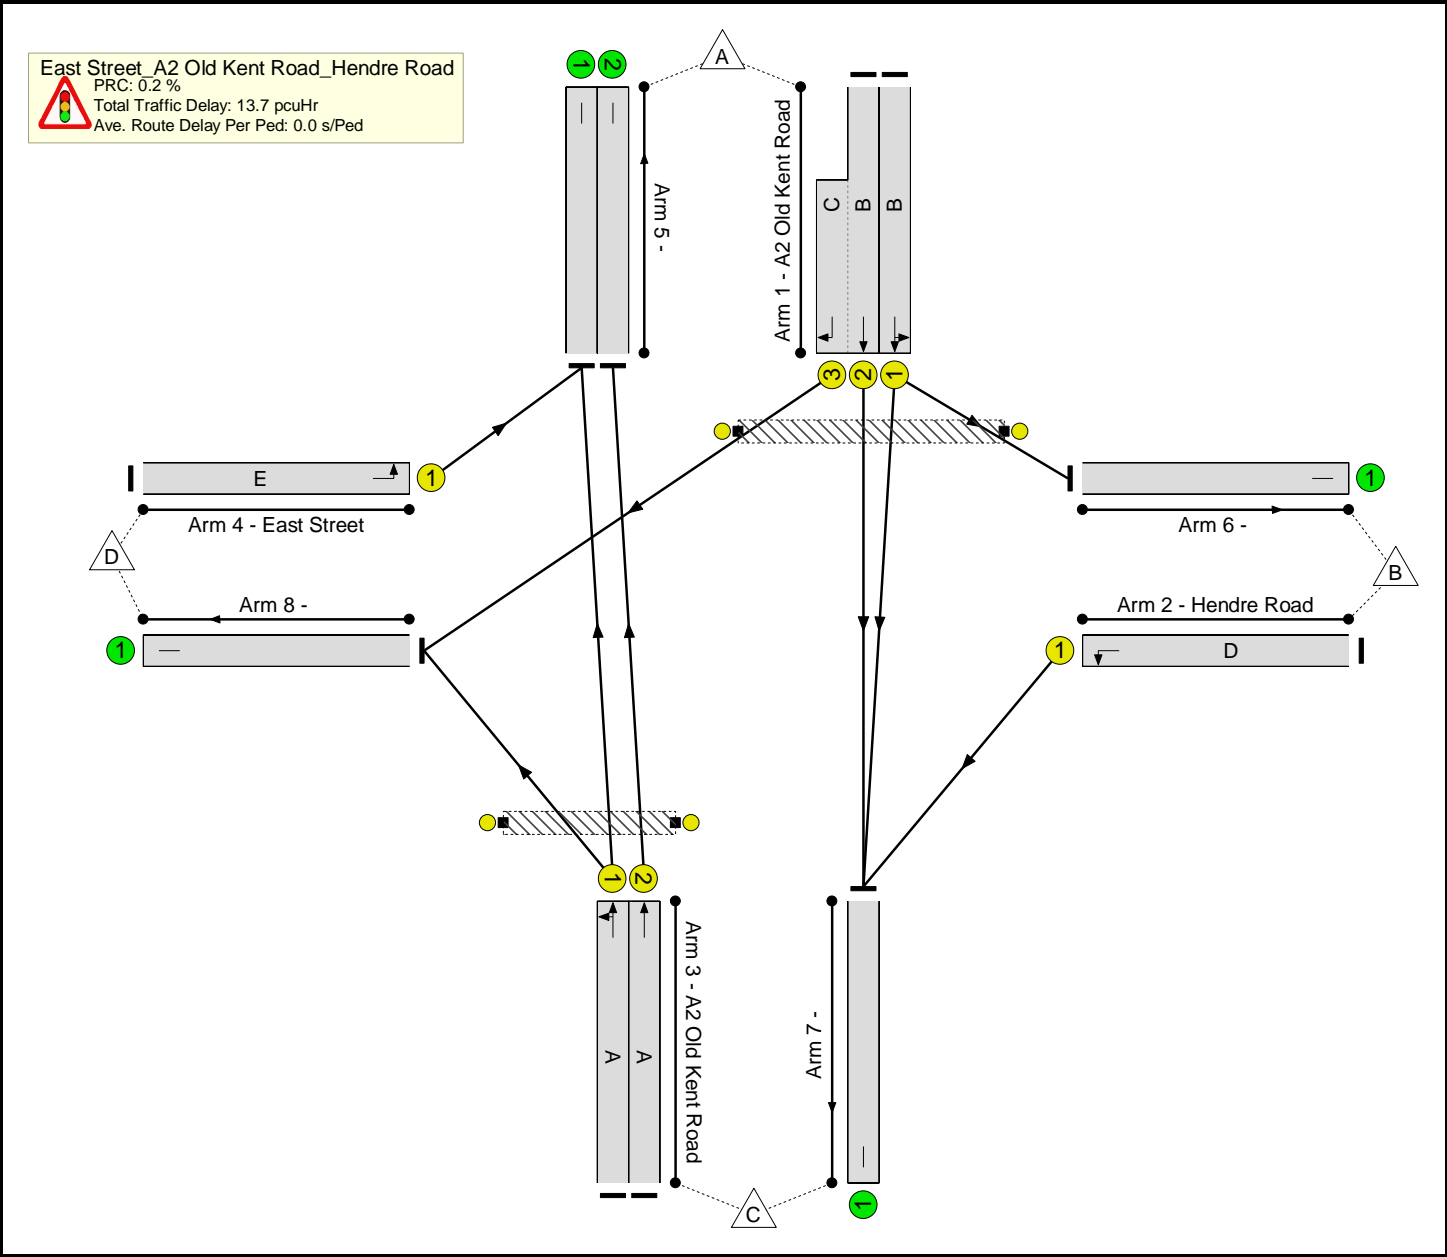 East Street_A2 Old Kent Road_Hendre Road
PRC: 0.2 %
Total Traffic Delay: 13.7 pcuHr
Ave. Route Delay Per Ped: 0.0 s/Ped
1
2
A
Arm 5 -
Arm 1 - A2 Old Kent Road
C
B
B
3
2
1
E
1
Arm 4 - East Street
D
Arm 8 -
1
1
Arm 6 -
B
Arm 2 - Hendre Road
1
D
1
2
A
A
Arm 3 - A2 Old Kent Road
Arm 7 -
C
1